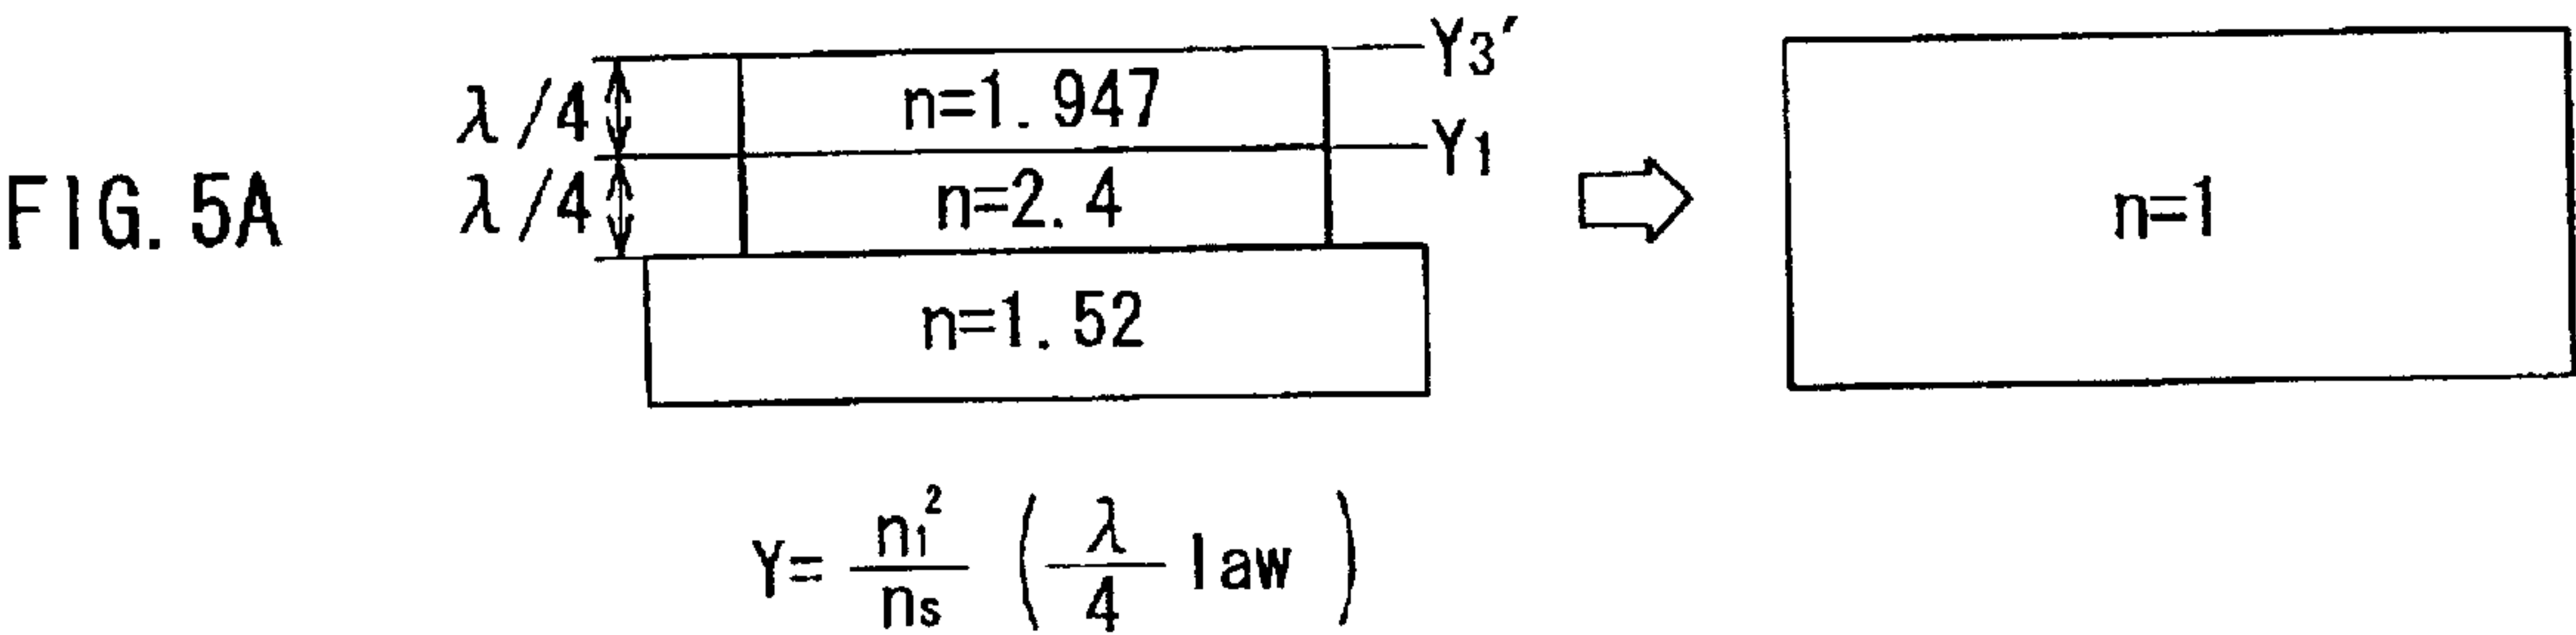 FIG. 5A
λ/4
λ/4
n=1.947
n=2.4
n=1.52
Y3′
Y1
n=1
Y= n1²/ns (λ/4 law)